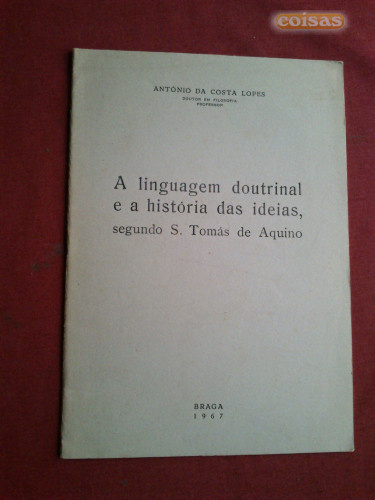 coisas
ANTÓNIO DA COSTA LOPES
DOUTOR EM FILOSOFIA
PROFESSOR
A linguagem doutrinal
e a história das ideias,
segundo S. Tomás de Aquino
BRAGA
1967